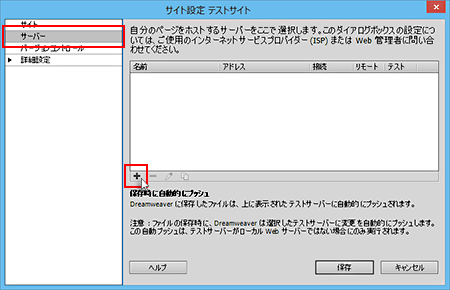 サイト設定 テストサイト
サイト
サーバー
バージョンコントロール
詳細設定
自分のページをホストするサーバーをここで選択します。このダイアログボックスの設定に
ついては、ご使用のインターネットサービスプロバイダー (ISP) または Web 管理者に問い合
わせてください。
名前 アドレス 接続 リモート テスト
保存時に自動的にプッシュ
Dreamweaver に保存したファイルは、上に表示されたテストサーバーに自動的にプッシュされます。
注意 : ファイルの保存時に、Dreamweaver は選択したテストサーバーに変更を自動的にプッシュします。
この自動プッシュは、テストサーバーがローカル Web サーバーではない場合にのみ実行されます。
ヘルプ 保存 キャンセル